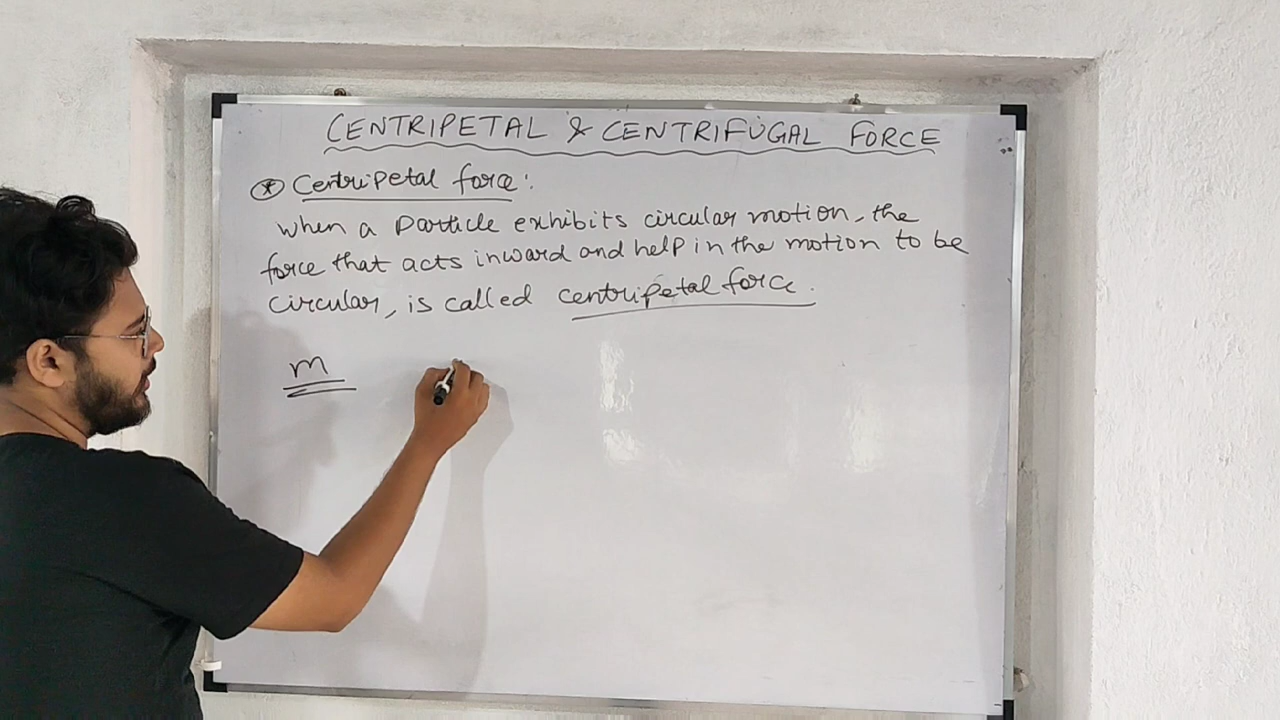 CENTRIPETAL & CENTRIFUGAL FORCE
* Centripetal force:
when a particle exhibits circular motion, the
force that acts inward and help in the motion to be
circular, is called centripetal force.
m